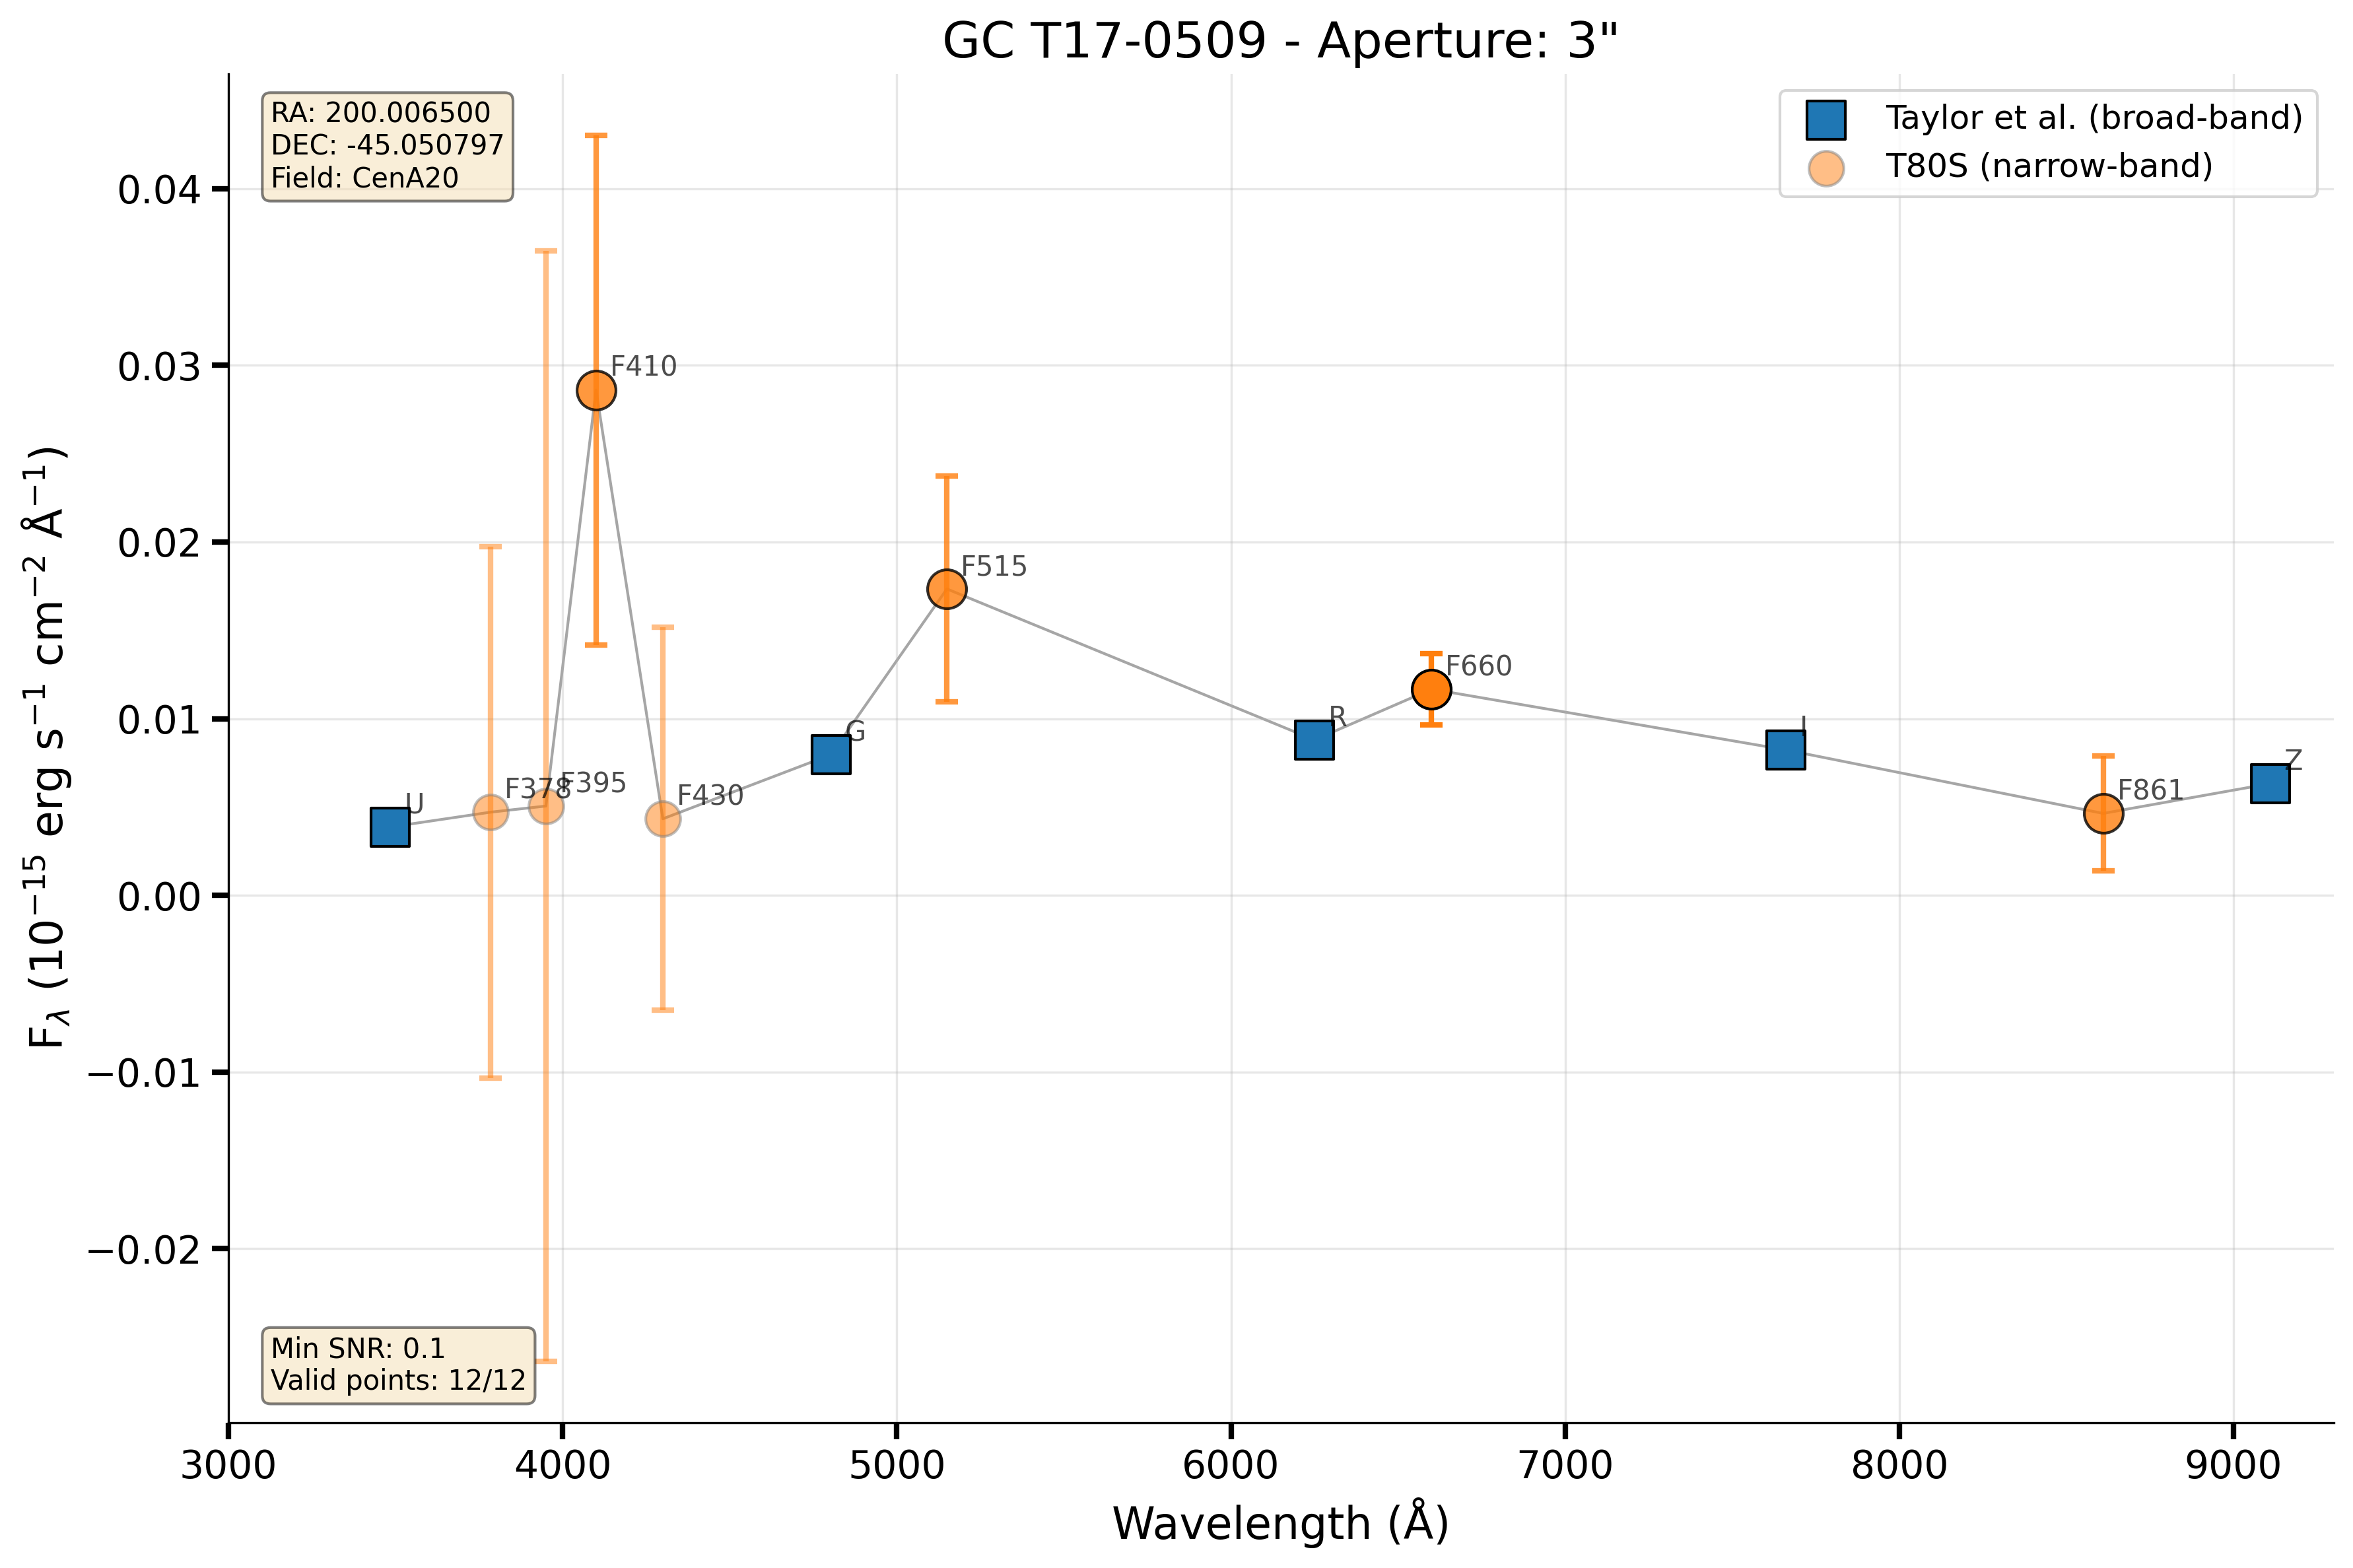 GC T17-0509 - Aperture: 3"
RA: 200.006500
DEC: -45.050797
Field: CenA20
Taylor et al. (broad-band)
T80S (narrow-band)
F_λ (10⁻¹⁵ erg s⁻¹ cm⁻² Å⁻¹)
0.04
0.03
0.02
0.01
0.00
−0.01
−0.02
U
F378
F395
F410
F430
G
F515
R
F660
I
F861
Z
Min SNR: 0.1
Valid points: 12/12
3000
4000
5000
6000
7000
8000
9000
Wavelength (Å)